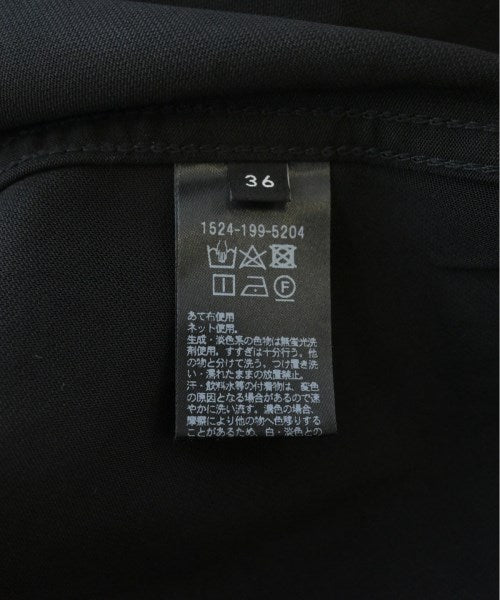 36
1524-199-5204
F
あて布使用
ネット使用。
生成・淡色系の色物は無蛍光洗
剤使用。すすぎは十分行う。他
の物と分けて洗う。つけ置き洗
い・濡れたままの放置禁止。
汗・飲料水等の付着物は、変色
の原因となる場合があるので速
やかに洗い流す。濃色の場合、
摩擦により他の物へ色移りする
ことがあるため、白・淡色との